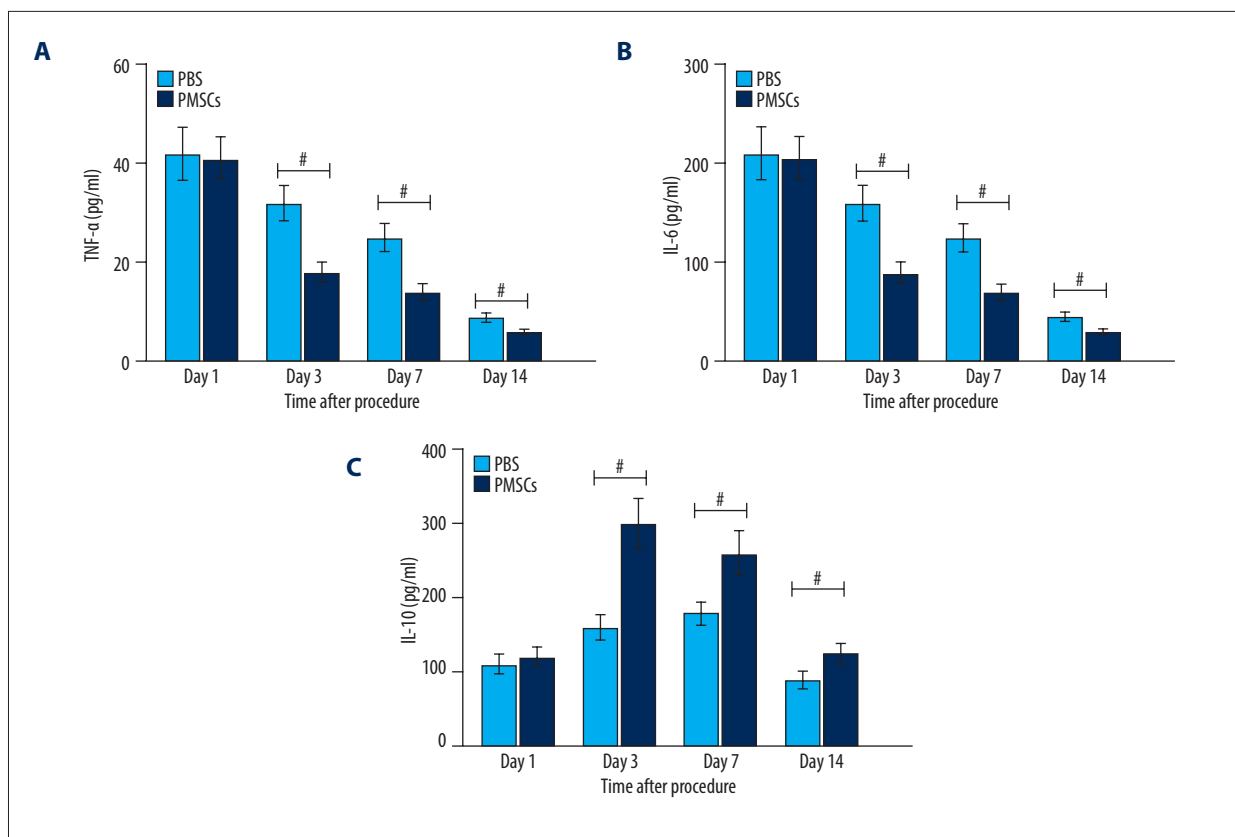 A
60
40
20
0
TNF-α (pg/ml)
PBS
PMSCs
#
#
#
Day 1 Day 3 Day 7 Day 14
Time after procedure
B
300
200
100
0
IL-6 (pg/ml)
PBS
PMSCs
#
#
#
Day 1 Day 3 Day 7 Day 14
Time after procedure
C
400
300
200
100
0
IL-10 (pg/ml)
PBS
PMSCs
#
#
#
Day 1 Day 3 Day 7 Day 14
Time after procedure